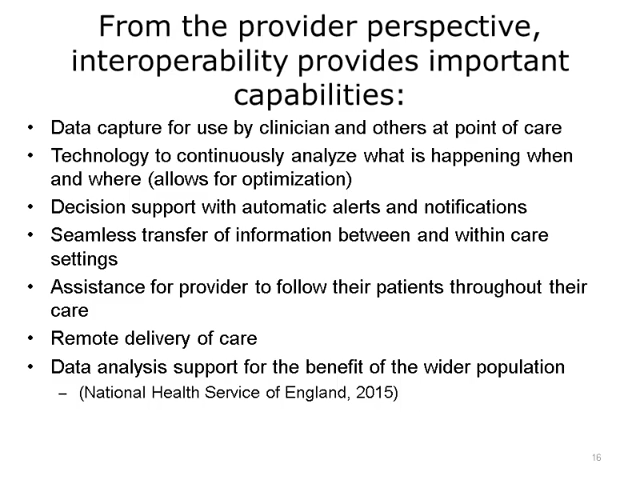 From the provider perspective,
interoperability provides important
capabilities:
• Data capture for use by clinician and others at point of care
• Technology to continuously analyze what is happening when
and where (allows for optimization)
• Decision support with automatic alerts and notifications
• Seamless transfer of information between and within care
settings
• Assistance for provider to follow their patients throughout their
care
• Remote delivery of care
• Data analysis support for the benefit of the wider population
– (National Health Service of England, 2015)
16